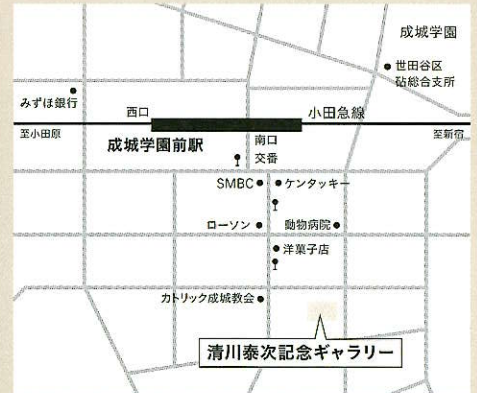 成城学園
世田谷区
砧総合支所
みずほ銀行
西口
小田急線
至小田原
成城学園前駅
南口
至新宿
交番
SMBC
ケンタッキー
ローソン
動物病院
洋菓子店
カトリック成城教会
清川泰次記念ギャラリー